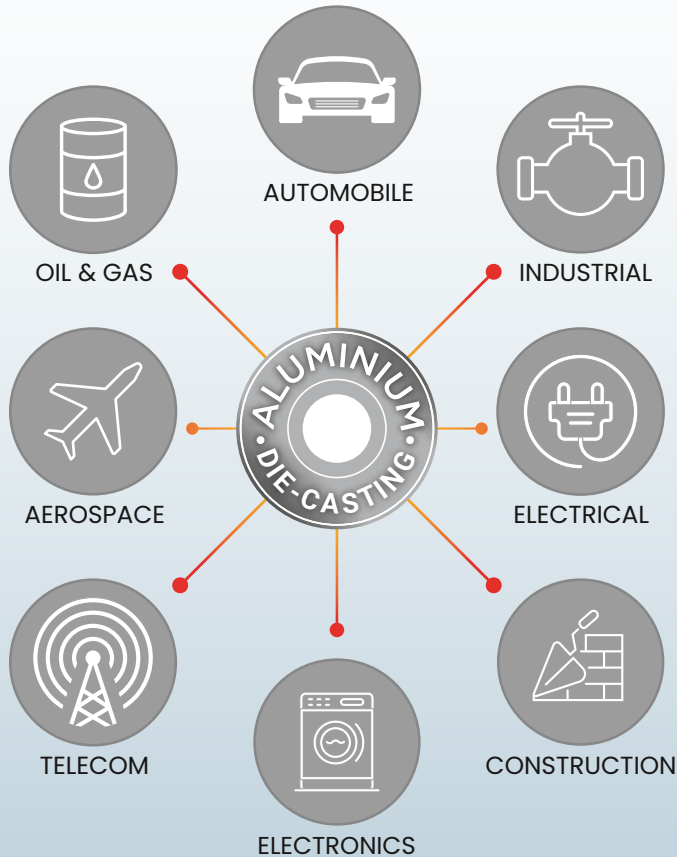 AUTOMOBILE
OIL & GAS
INDUSTRIAL
ALUMINIUM
• DIE-CASTING •
AEROSPACE
ELECTRICAL
TELECOM
CONSTRUCTION
ELECTRONICS